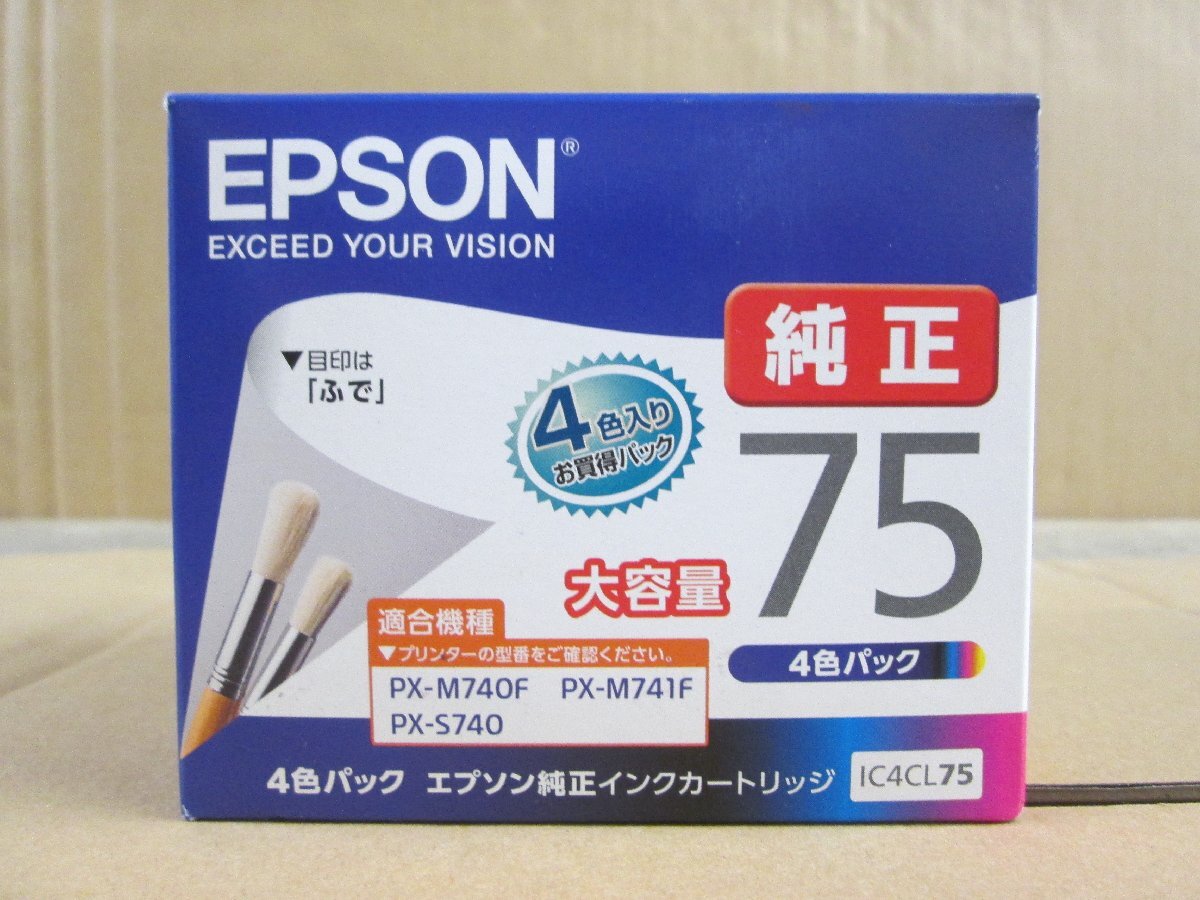 EPSON®
EXCEED YOUR VISION
純正
▼目印は
「ふで」
4色入り
お買得パック
75
大容量
適合機種
▼プリンターの型番をご確認ください。
PX-M740F PX-M741F
PX-S740
4色パック
4色パック エプソン純正インクカートリッジ IC4CL75